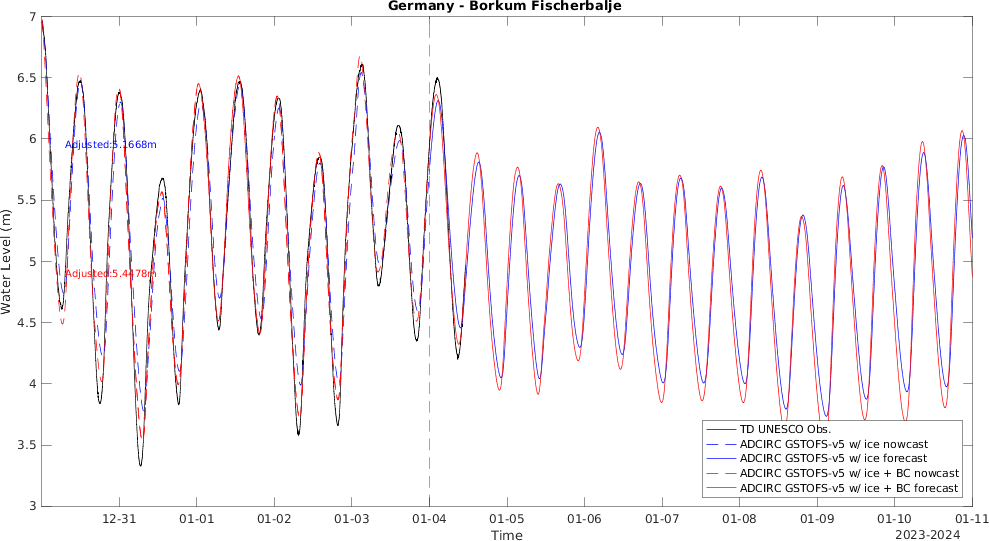 Germany - Borkum Fischerbalje
7
6.5
6
5.5
5
4.5
4
3.5
3
Water Level (m)
Adjusted:5.1668m
Adjusted:5.4478m
TD UNESCO Obs.
ADCIRC GSTOFS-v5 w/ ice nowcast
ADCIRC GSTOFS-v5 w/ ice forecast
ADCIRC GSTOFS-v5 w/ ice + BC nowcast
ADCIRC GSTOFS-v5 w/ ice + BC forecast
12-31 01-01 01-02 01-03 01-04 01-05 01-06 01-07 01-08 01-09 01-10 01-11
Time
2023-2024